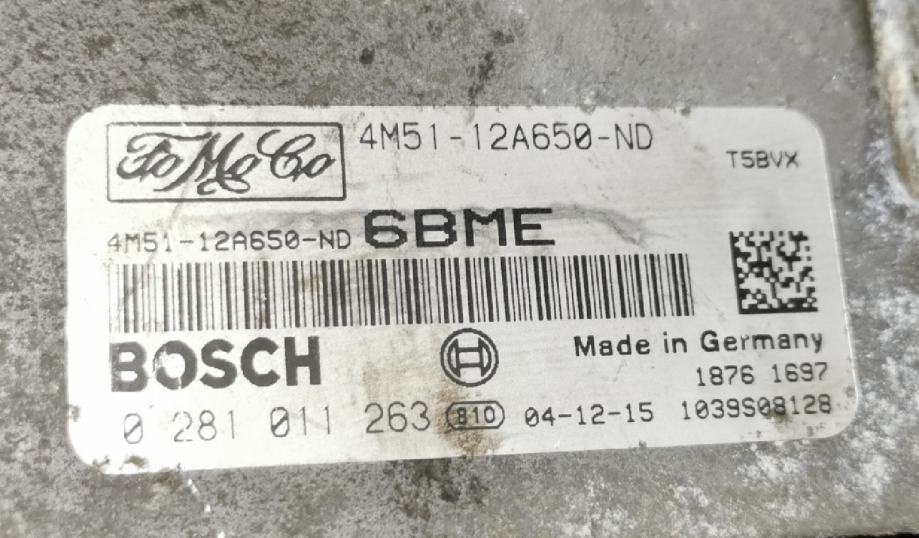 FoMoCo 4M51-12A650-ND
T5BVX
4M51-12A650-ND 6BME
BOSCH
Made in Germany
1876 1697
0 281 011 263 810 04-12-15 1039S08128